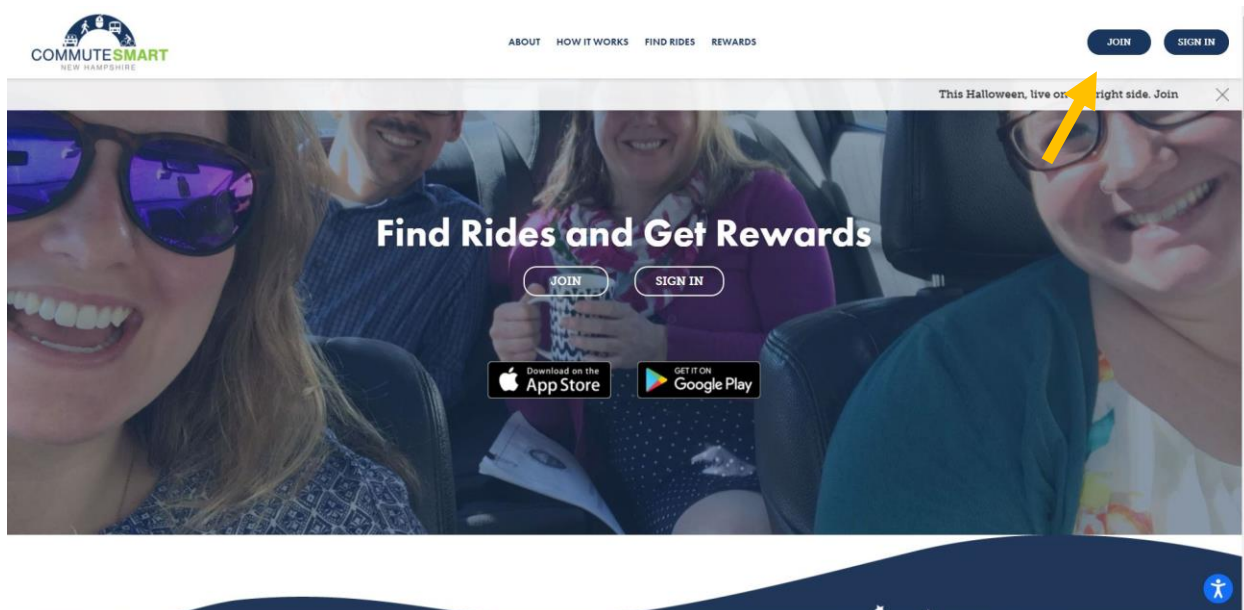 COMMUTESMART
NEW HAMPSHIRE
ABOUT HOW IT WORKS FIND RIDES REWARDS
JOIN SIGN IN
This Halloween, live on right side. Join
Find Rides and Get Rewards
JOIN SIGN IN
Download on the
App Store
GET IT ON
Google Play